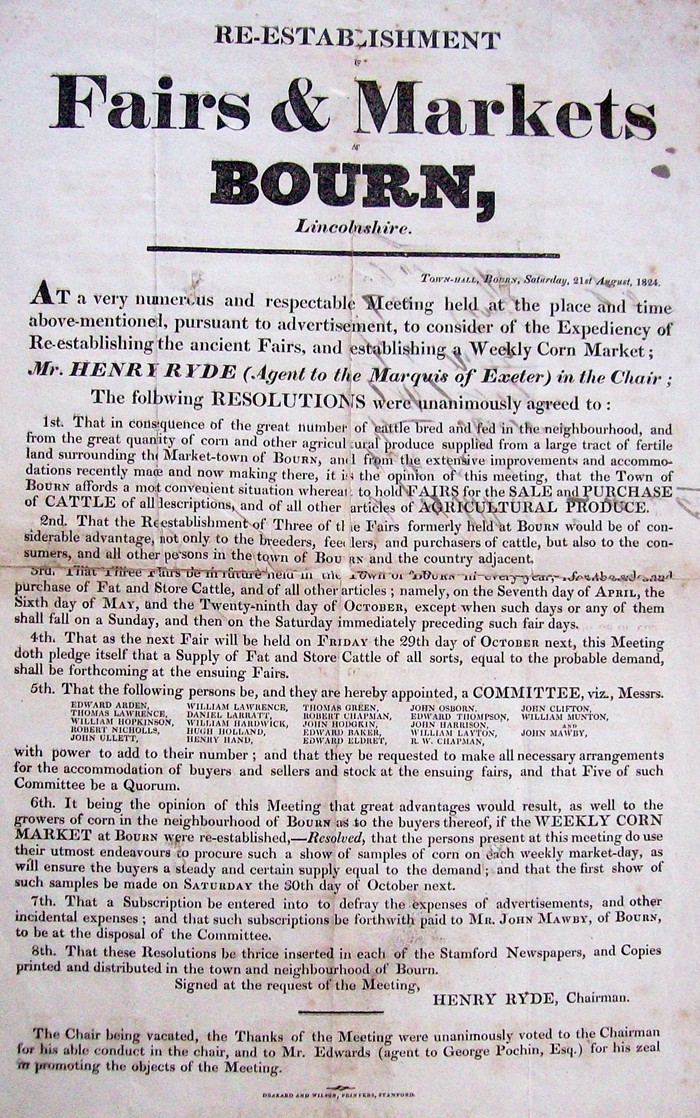 RE-ESTABLISHMENT
OF
Fairs & Markets
AT
BOURN,
Lincolnshire.
TOWN-HALL, BOURN, Saturday, 21st August, 1824.
AT a very numerous and respectable Meeting held at the place and time
above-mentioned, pursuant to advertisement, to consider of the Expediency of
Re-establishing the ancient Fairs, and establishing a Weekly Corn Market;
Mr. HENRY RYDE (Agent to the Marquis of Exeter) in the Chair;
The following RESOLUTIONS were unanimously agreed to:
1st. That in consequence of the great number of cattle bred and fed in the neighbourhood, and
from the great quantity of corn and other agricultural produce supplied from a large tract of fertile
land surrounding the Market-town of BOURN, and from the extensive improvements and accommo-
dations recently made and now making there, it is the opinion of this meeting, that the Town of
BOURN affords a most convenient situation whereat to hold FAIRS for the SALE and PURCHASE
of CATTLE of all descriptions, and of all other articles of AGRICULTURAL PRODUCE.
2nd. That the Re-establishment of Three of the Fairs formerly held at BOURN would be of con-
siderable advantage, not only to the breeders, feeders, and purchasers of cattle, but also to the con-
sumers, and all other persons in the town of BOURN and the country adjacent.
3rd. That Three Fairs be in future held in the Town of BOURN in every year, for the sale and
purchase of Fat and Store Cattle, and of all other articles; namely, on the Seventh day of APRIL, the
Sixth day of MAY, and the Twenty-ninth day of OCTOBER, except when such days or any of them
shall fall on a Sunday, and then on the Saturday immediately preceding such fair days.
4th. That as the next Fair will be held on FRIDAY the 29th day of OCTOBER next, this Meeting
doth pledge itself that a Supply of Fat and Store Cattle of all sorts, equal to the probable demand,
shall be forthcoming at the ensuing Fairs.
5th. That the following persons be, and they are hereby appointed, a COMMITTEE, viz., Messrs.
EDWARD ARDEN, WILLIAM LAWRENCE, THOMAS GREEN, JOHN OSBORN, JOHN CLIFTON,
THOMAS LAWRENCE, DANIEL LARRATT, ROBERT CHAPMAN, EDWARD THOMPSON, WILLIAM MUNTON,
WILLIAM HOPKINSON, WILLIAM HARDWICK, JOHN HODGKIN, JOHN HARRISON, AND
ROBERT NICHOLLS, HUGH HOLLAND, EDWARD BAKER, WILLIAM LAYTON, JOHN MAWBY,
JOHN ULLETT, HENRY HAND, EDWARD ELDRET, R. W. CHAPMAN,
with power to add to their number; and that they be requested to make all necessary arrangements
for the accommodation of buyers and sellers and stock at the ensuing fairs, and that Five of such
Committee be a Quorum.
6th. It being the opinion of this Meeting that great advantages would result, as well to the
growers of corn in the neighbourhood of BOURN as to the buyers thereof, if the WEEKLY CORN
MARKET at BOURN were re-established,—Resolved, that the persons present at this meeting do use
their utmost endeavours to procure such a show of samples of corn on each weekly market-day, as
will ensure the buyers a steady and certain supply equal to the demand; and that the first show of
such samples be made on SATURDAY the 30th day of October next.
7th. That a Subscription be entered into to defray the expenses of advertisements, and other
incidental expenses; and that such subscriptions be forthwith paid to MR. JOHN MAWBY, of BOURN,
to be at the disposal of the Committee.
8th. That these Resolutions be thrice inserted in each of the Stamford Newspapers, and Copies
printed and distributed in the town and neighbourhood of Bourn.
Signed at the request of the Meeting,
HENRY RYDE, Chairman.
The Chair being vacated, the Thanks of the Meeting were unanimously voted to the Chairman
for his able conduct in the chair, and to Mr. Edwards (agent to George Pochin, Esq.) for his zeal
in promoting the objects of the Meeting.
DRAKARD AND WILSON, PRINTERS, STAMFORD.